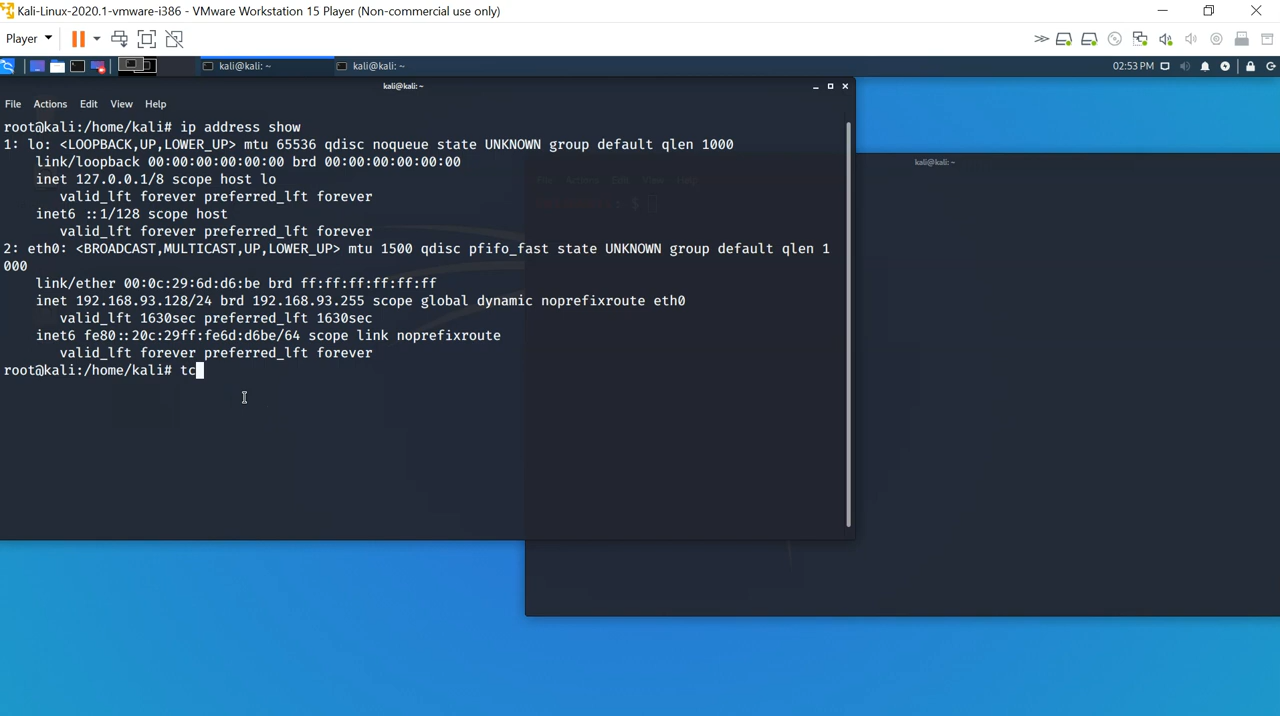 Kali-Linux-2020.1-vmware-i386 - VMware Workstation 15 Player (Non-commercial use only)
Player
kali@kali: ~
kali@kali: ~
02:53 PM
kali@kali: ~
File Actions Edit View Help
root@kali:/home/kali# ip address show
1: lo: <LOOPBACK,UP,LOWER_UP> mtu 65536 qdisc noqueue state UNKNOWN group default qlen 1000
link/loopback 00:00:00:00:00:00 brd 00:00:00:00:00:00
inet 127.0.0.1/8 scope host lo
valid_lft forever preferred_lft forever
inet6 ::1/128 scope host
valid_lft forever preferred_lft forever
2: eth0: <BROADCAST,MULTICAST,UP,LOWER_UP> mtu 1500 qdisc pfifo_fast state UNKNOWN group default qlen 1
000
link/ether 00:0c:29:6d:d6:be brd ff:ff:ff:ff:ff:ff
inet 192.168.93.128/24 brd 192.168.93.255 scope global dynamic noprefixroute eth0
valid_lft 1630sec preferred_lft 1630sec
inet6 fe80::20c:29ff:fe6d:d6be/64 scope link noprefixroute
valid_lft forever preferred_lft forever
root@kali:/home/kali# tc
kali@kali: ~
File Actions Edit View Help